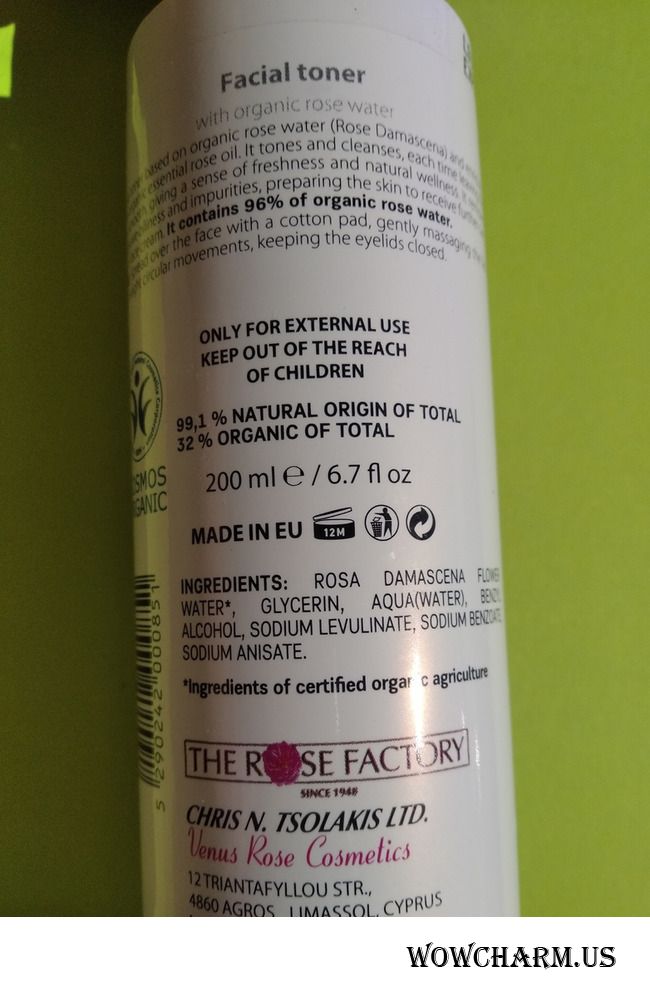 Facial toner
with organic rose water
based on organic rose water (Rose Damascena) and
essential rose oil. It tones and cleanses, each time
giving a sense of freshness and natural wellness. It
and impurities, preparing the skin to receive
cream. It contains 96% of organic rose water.
over the face with a cotton pad, gently massaging
circular movements, keeping the eyelids closed.
ONLY FOR EXTERNAL USE
KEEP OUT OF THE REACH
OF CHILDREN
99,1 % NATURAL ORIGIN OF TOTAL
32 % ORGANIC OF TOTAL
200 ml ℮ / 6.7 fl oz
MADE IN EU 12M
INGREDIENTS: ROSA DAMASCENA FLOWER
WATER*, GLYCERIN, AQUA(WATER), BENZYL
ALCOHOL, SODIUM LEVULINATE, SODIUM BENZOATE,
SODIUM ANISATE.
*Ingredients of certified organic agriculture
THE ROSE FACTORY
SINCE 1948
CHRIS N. TSOLAKIS LTD.
Venus Rose Cosmetics
12 TRIANTAFYLLOU STR.,
4860 AGROS, LIMASSOL, CYPRUS
COSMOS
ORGANIC
5 290242 000851
WOWCHARM.US